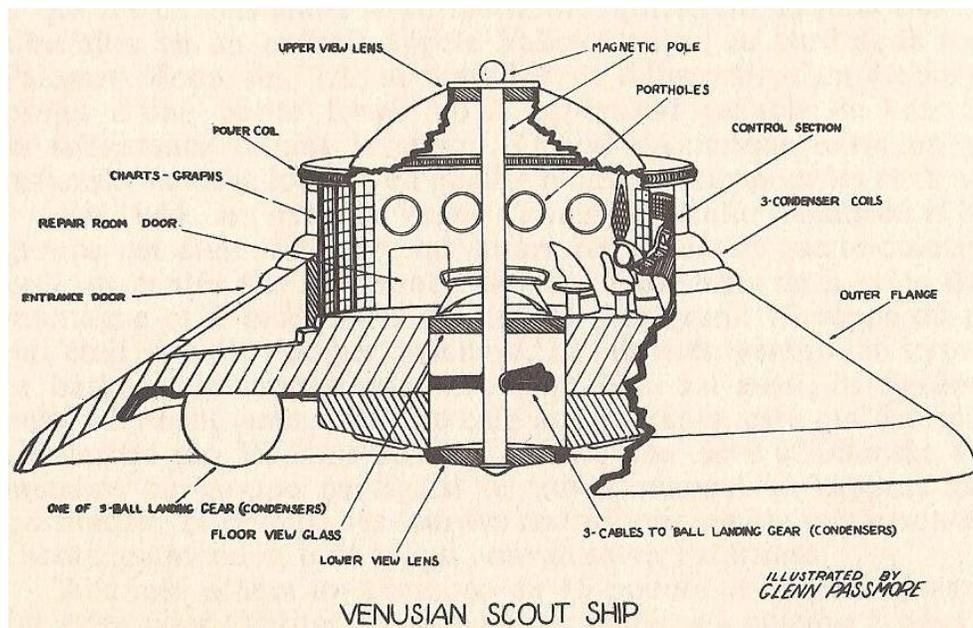 UPPER VIEW LENS
MAGNETIC POLE
PORTHOLES
POWER COIL
CONTROL SECTION
CHARTS-GRAPHS
3-CONDENSER COILS
REPAIR ROOM DOOR
ENTRANCE DOOR
OUTER FLANGE
ONE OF 3-BALL LANDING GEAR (CONDENSERS)
FLOOR VIEW GLASS
3-CABLES TO BALL LANDING GEAR (CONDENSERS)
LOWER VIEW LENS
ILLUSTRATED BY
GLENN PASSMORE
VENUSIAN SCOUT SHIP